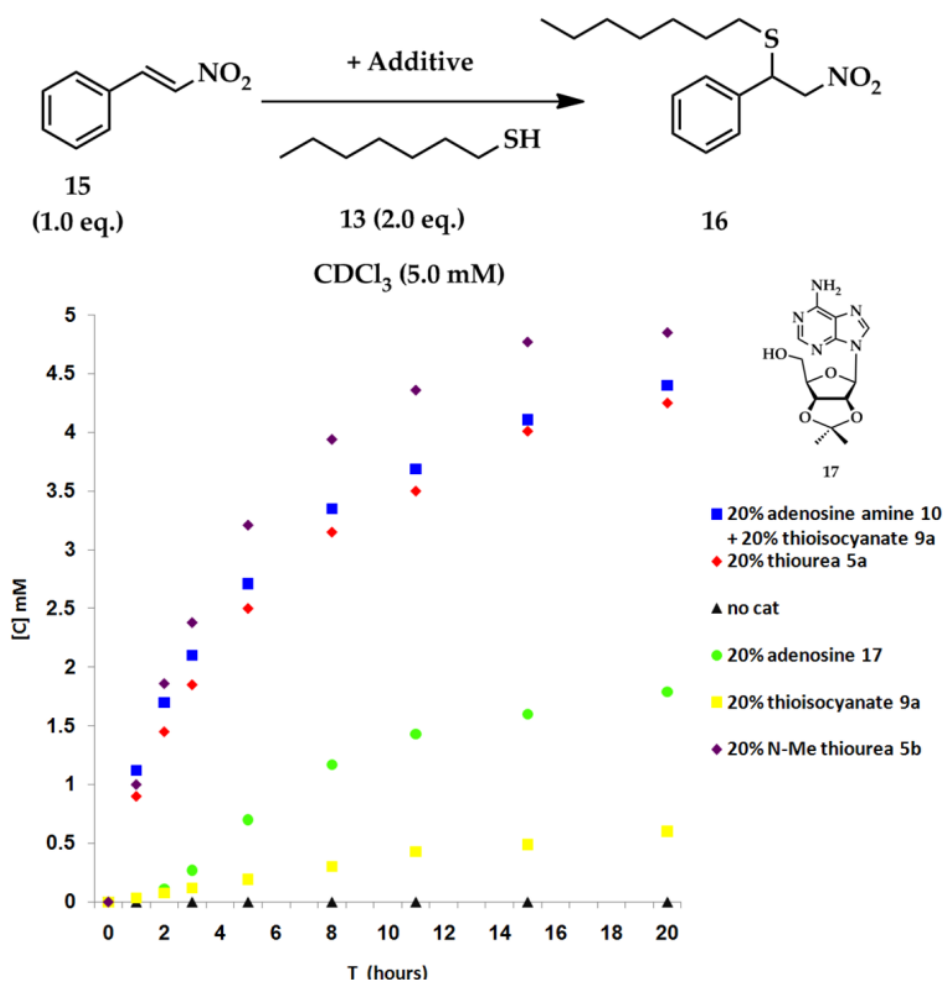 + Additive
NO2
SH
S
NO2
15
(1.0 eq.)
13 (2.0 eq.)
16
CDCl3 (5.0 mM)
[C] mM
5
4.5
4
3.5
3
2.5
2
1.5
1
0.5
0
0 2 4 6 8 10 12 14 16 18 20
T (hours)
NH2
N
N
N
N
HO
O
O
O
17
20% adenosine amine 10
+ 20% thioisocyanate 9a
20% thiourea 5a
no cat
20% adenosine 17
20% thioisocyanate 9a
20% N-Me thiourea 5b